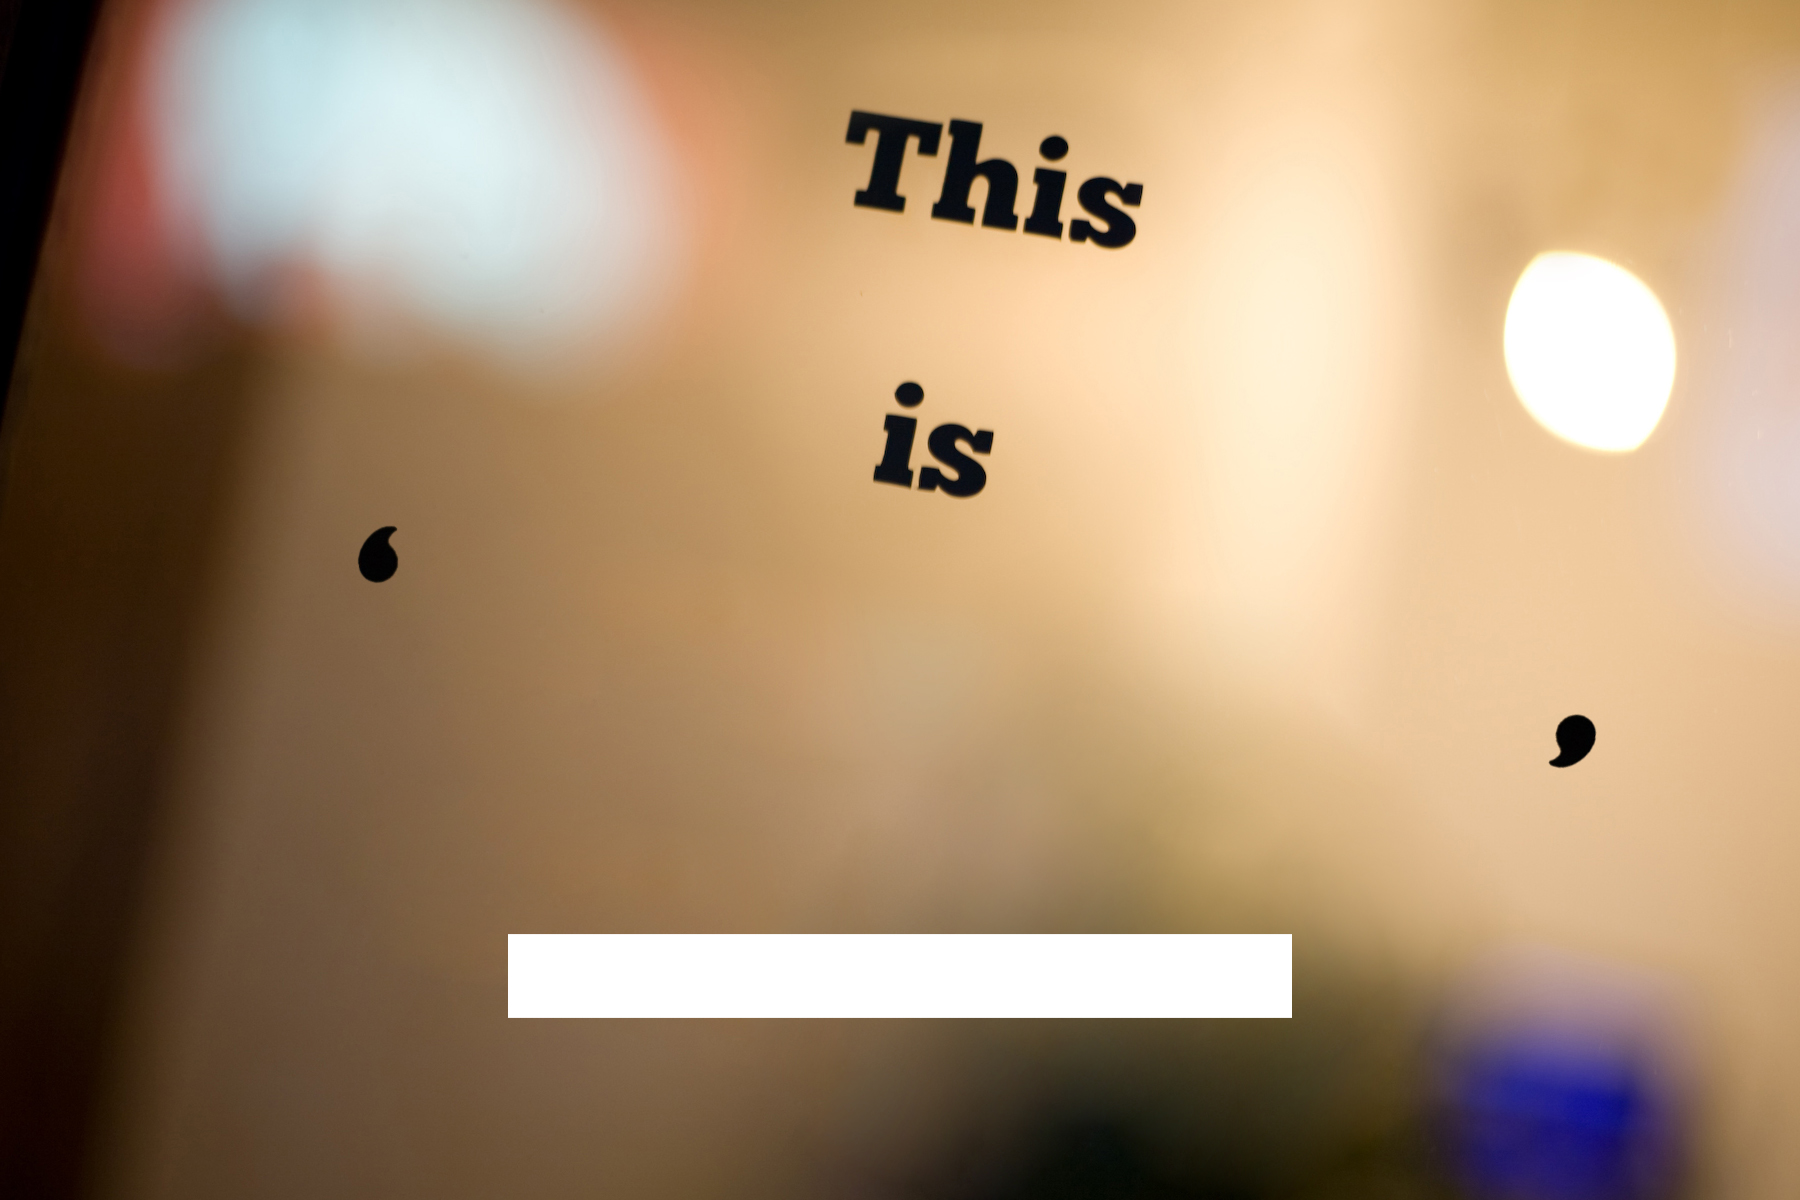 This
is
‘ ’